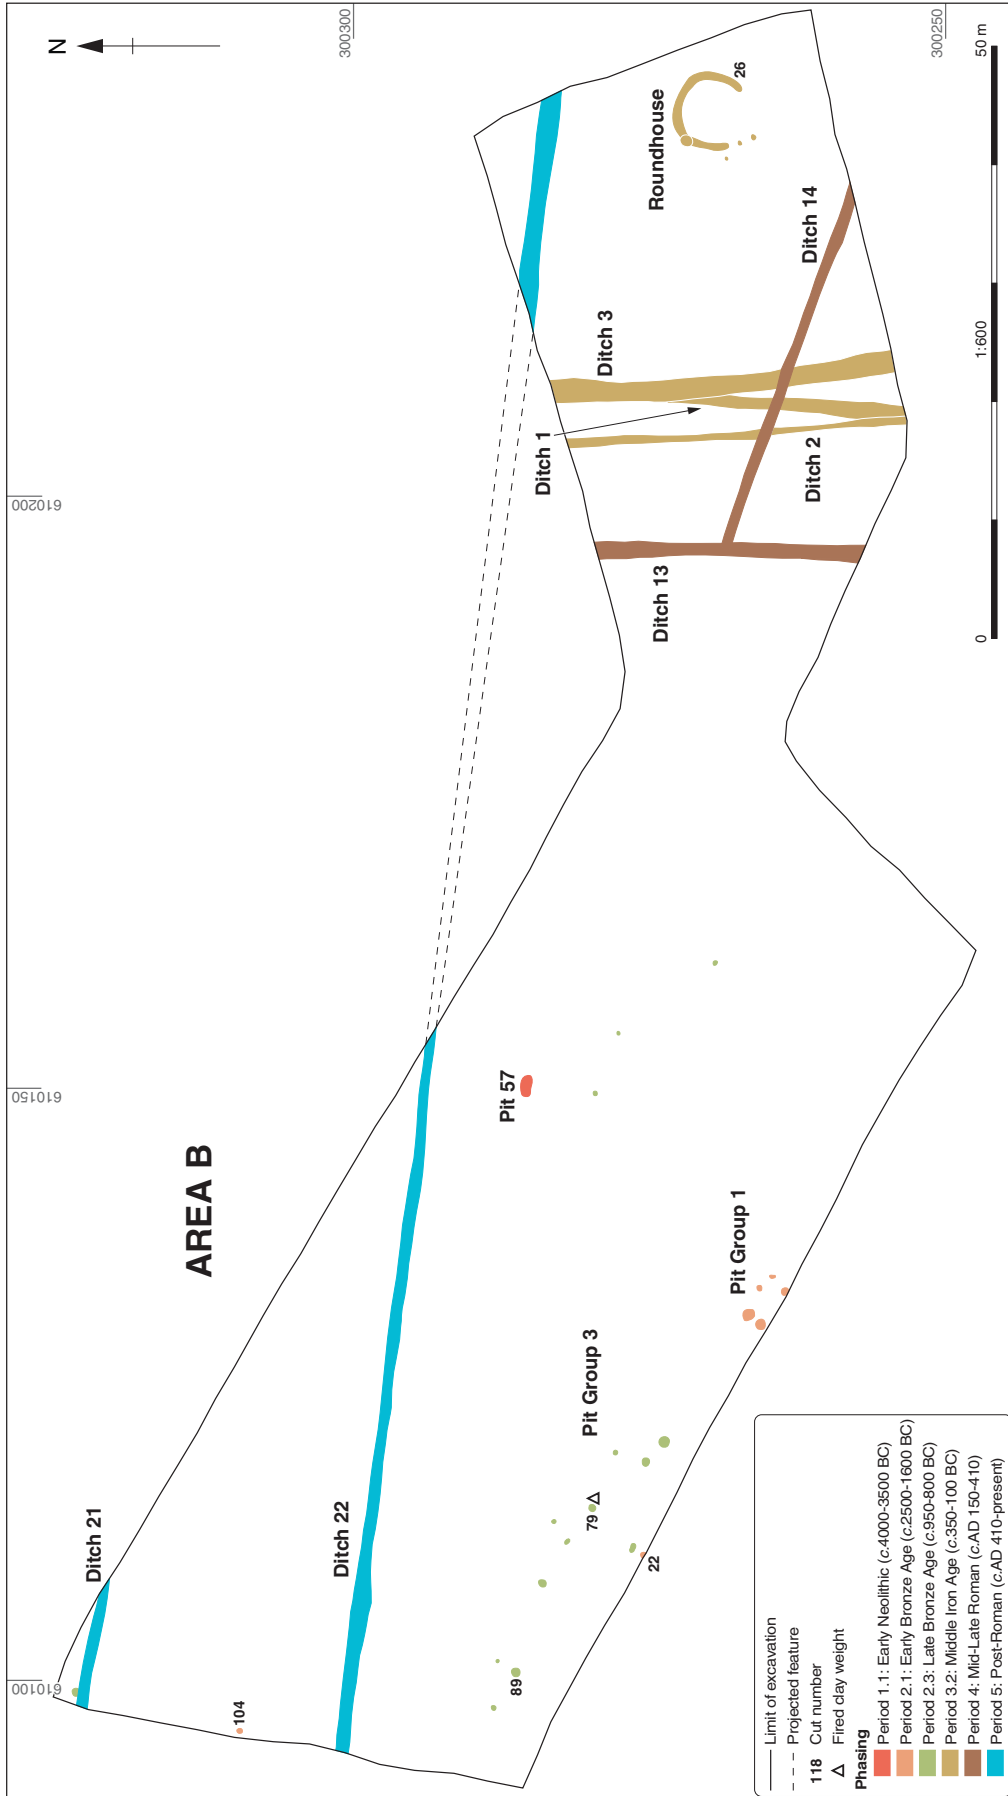 N
300300
300250
610200
610150
610100
AREA B
Ditch 21
Ditch 22
104
89
Pit Group 3
79
22
Pit Group 1
Pit 57
Ditch 13
Ditch 1
Ditch 2
Ditch 3
Ditch 14
Roundhouse
26
0
1:600
50 m
Limit of excavation
Projected feature
118 Cut number
Fired clay weight
Phasing
Period 1.1: Early Neolithic (c.4000-3500 BC)
Period 2.1: Early Bronze Age (c.2500-1600 BC)
Period 2.3: Late Bronze Age (c.950-800 BC)
Period 3.2: Middle Iron Age (c.350-100 BC)
Period 4: Mid-Late Roman (c.AD 150-410)
Period 5: Post-Roman (c.AD 410-present)